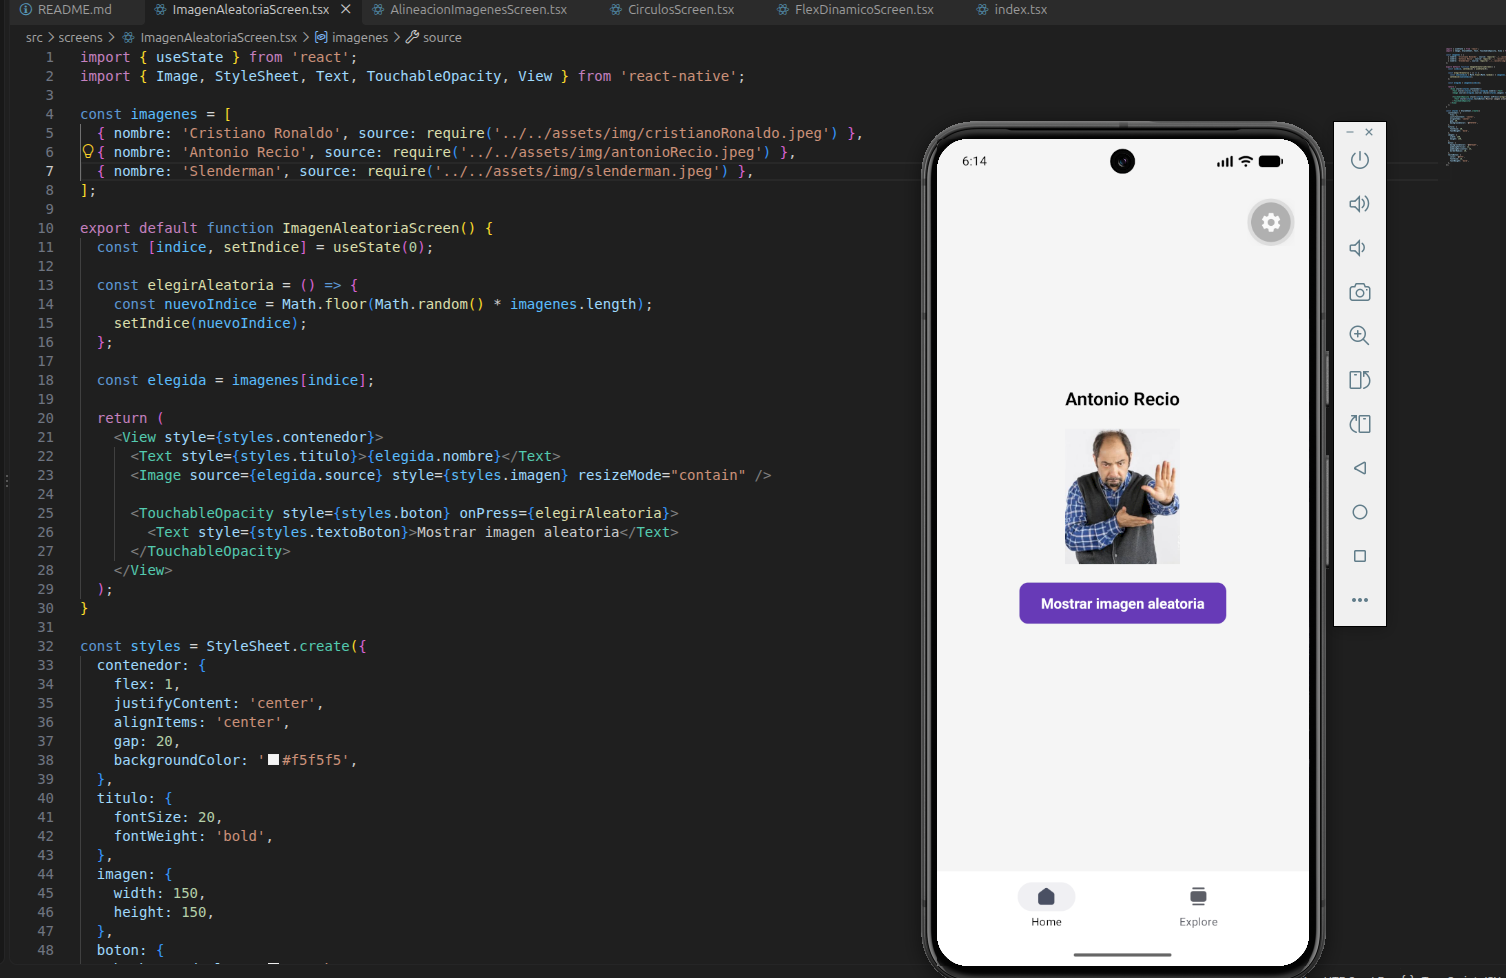 README.md
ImagenAleatoriaScreen.tsx
AlineacionImagenesScreen.tsx
CirculosScreen.tsx
FlexDinamicoScreen.tsx
index.tsx
src > screens > ImagenAleatoriaScreen.tsx > imagenes > source
1 import { useState } from 'react';
2 import { Image, StyleSheet, Text, TouchableOpacity, View } from 'react-native';
3
4 const imagenes = [
5 { nombre: 'Cristiano Ronaldo', source: require('../../assets/img/cristianoRonaldo.jpeg') },
6 { nombre: 'Antonio Recio', source: require('../../assets/img/antonioRecio.jpeg') },
7 { nombre: 'Slenderman', source: require('../../assets/img/slenderman.jpeg') },
8 ];
9
10 export default function ImagenAleatoriaScreen() {
11 const [indice, setIndice] = useState(0);
12
13 const elegirAleatoria = () => {
14 const nuevoIndice = Math.floor(Math.random() * imagenes.length);
15 setIndice(nuevoIndice);
16 };
17
18 const elegida = imagenes[indice];
19
20 return (
21 <View style={styles.contenedor}>
22 <Text style={styles.titulo}>{elegida.nombre}</Text>
23 <Image source={elegida.source} style={styles.imagen} resizeMode="contain" />
24
25 <TouchableOpacity style={styles.boton} onPress={elegirAleatoria}>
26 <Text style={styles.textoBoton}>Mostrar imagen aleatoria</Text>
27 </TouchableOpacity>
28 </View>
29 );
30 }
31
32 const styles = StyleSheet.create({
33 contenedor: {
34 flex: 1,
35 justifyContent: 'center',
36 alignItems: 'center',
37 gap: 20,
38 backgroundColor: '#f5f5f5',
39 },
40 titulo: {
41 fontSize: 20,
42 fontWeight: 'bold',
43 },
44 imagen: {
45 width: 150,
46 height: 150,
47 },
48 boton: {
6:14
Antonio Recio
Mostrar imagen aleatoria
Home
Explore